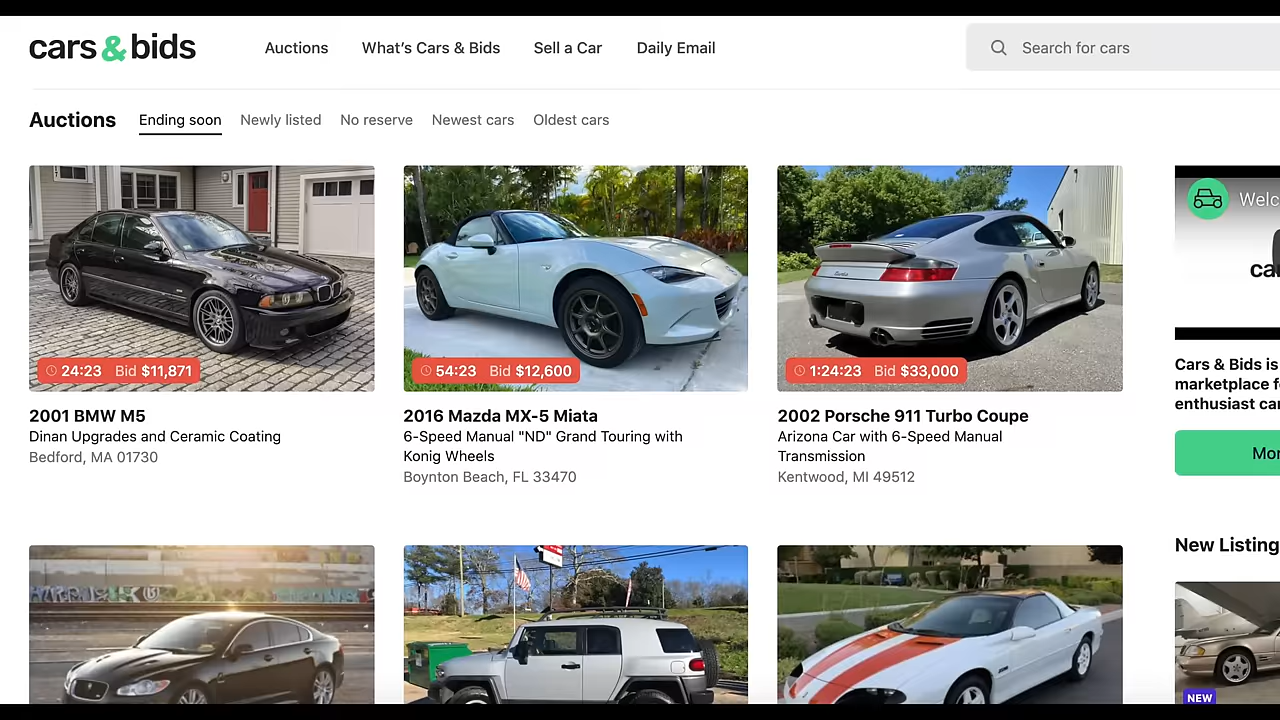 cars & bids
Auctions
What's Cars & Bids
Sell a Car
Daily Email
Search for cars
Auctions
Ending soon
Newly listed
No reserve
Newest cars
Oldest cars
24:23 Bid $11,871
54:23 Bid $12,600
1:24:23 Bid $33,000
2001 BMW M5
Dinan Upgrades and Ceramic Coating
Bedford, MA 01730
2016 Mazda MX-5 Miata
6-Speed Manual "ND" Grand Touring with
Konig Wheels
Boynton Beach, FL 33470
2002 Porsche 911 Turbo Coupe
Arizona Car with 6-Speed Manual
Transmission
Kentwood, MI 49512
Welc
ca
Cars & Bids is
marketplace f
enthusiast ca
Mor
New Listing
NEW